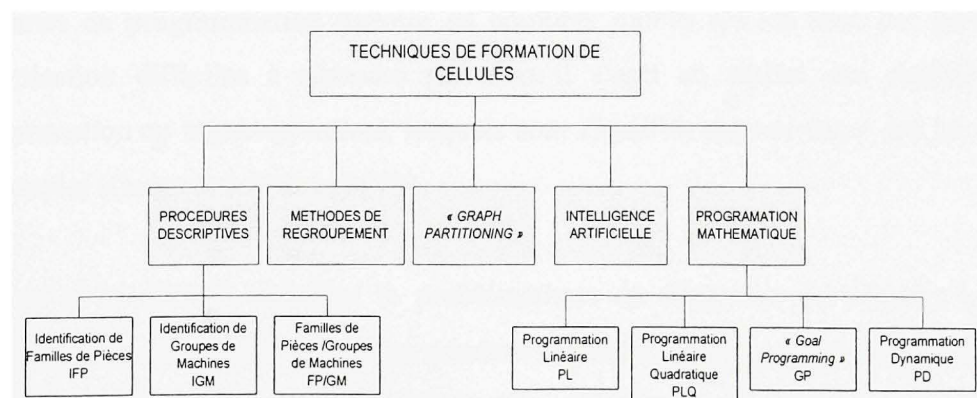 TECHNIQUES DE FORMATION DE
CELLULES
PROCEDURES
DESCRIPTIVES
METHODES DE
REGROUPEMENT
« GRAPH
PARTITIONING »
INTELLIGENCE
ARTIFICIELLE
PROGRAMATION
MATHEMATIQUE
Identification de
Familles de Pièces
IFP
Identification de
Groupes de
Machines
IGM
Familles de
Pièces /Groupes
de Machines
FP/GM
Programmation
Linéaire
PL
Programmation
Linéaire
Quadratique
PLQ
« Goal
Programming »
GP
Programmation
Dynamique
PD